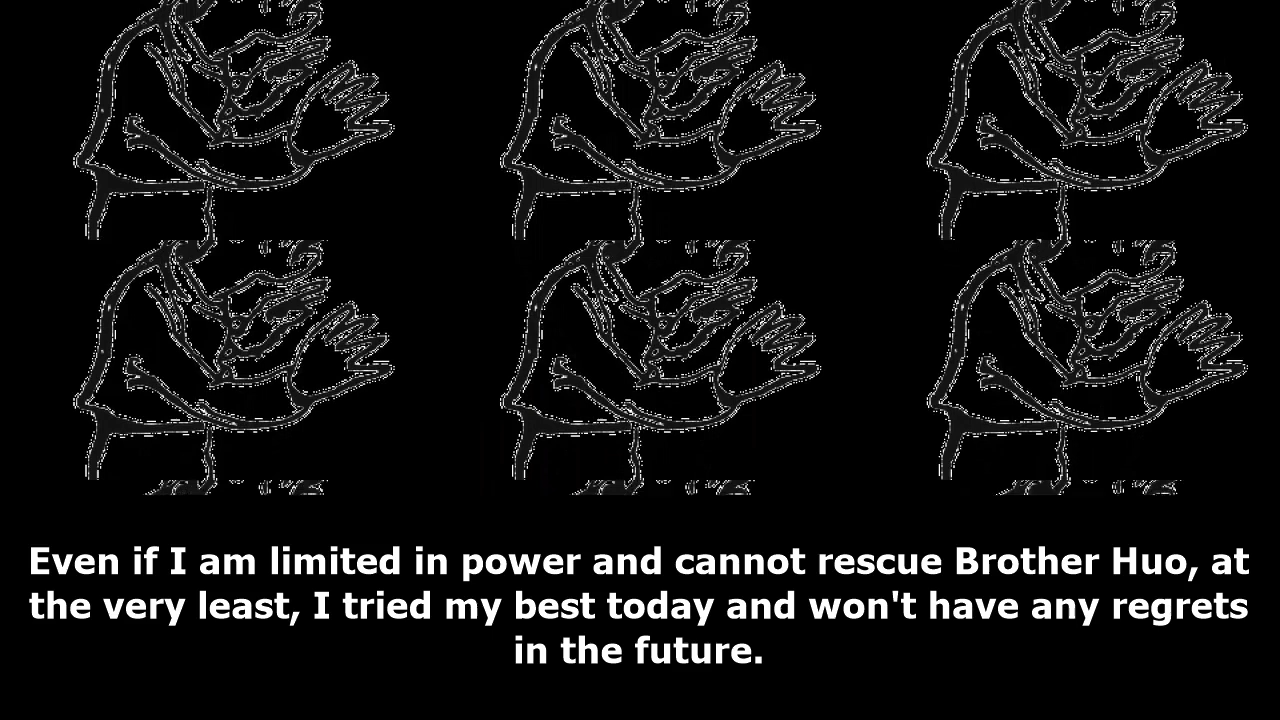 Even if I am limited in power and cannot rescue Brother Huo, at
the very least, I tried my best today and won't have any regrets
in the future.